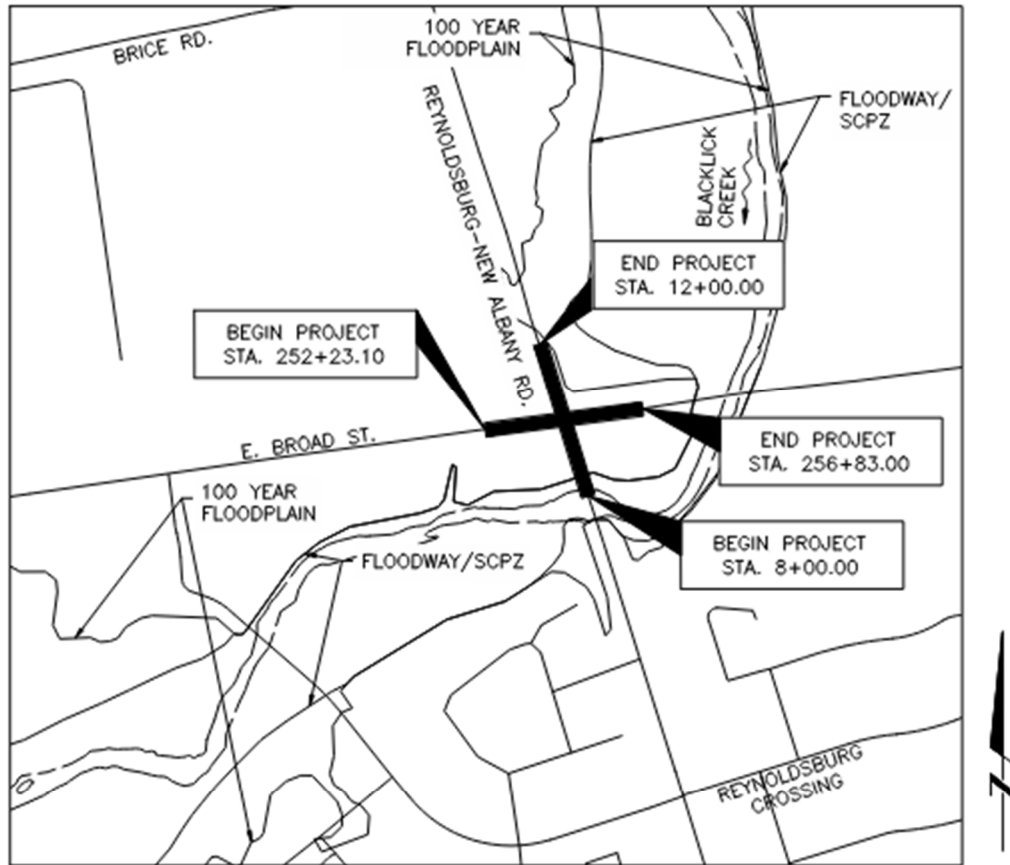 BRICE RD.
100 YEAR
FLOODPLAIN
FLOODWAY/
SCPZ
REYNOLDSBURG-NEW ALBANY RD.
BLACKLICK
CREEK
END PROJECT
STA. 12+00.00
BEGIN PROJECT
STA. 252+23.10
E. BROAD ST.
END PROJECT
STA. 256+83.00
100 YEAR
FLOODPLAIN
FLOODWAY/SCPZ
BEGIN PROJECT
STA. 8+00.00
REYNOLDSBURG
CROSSING